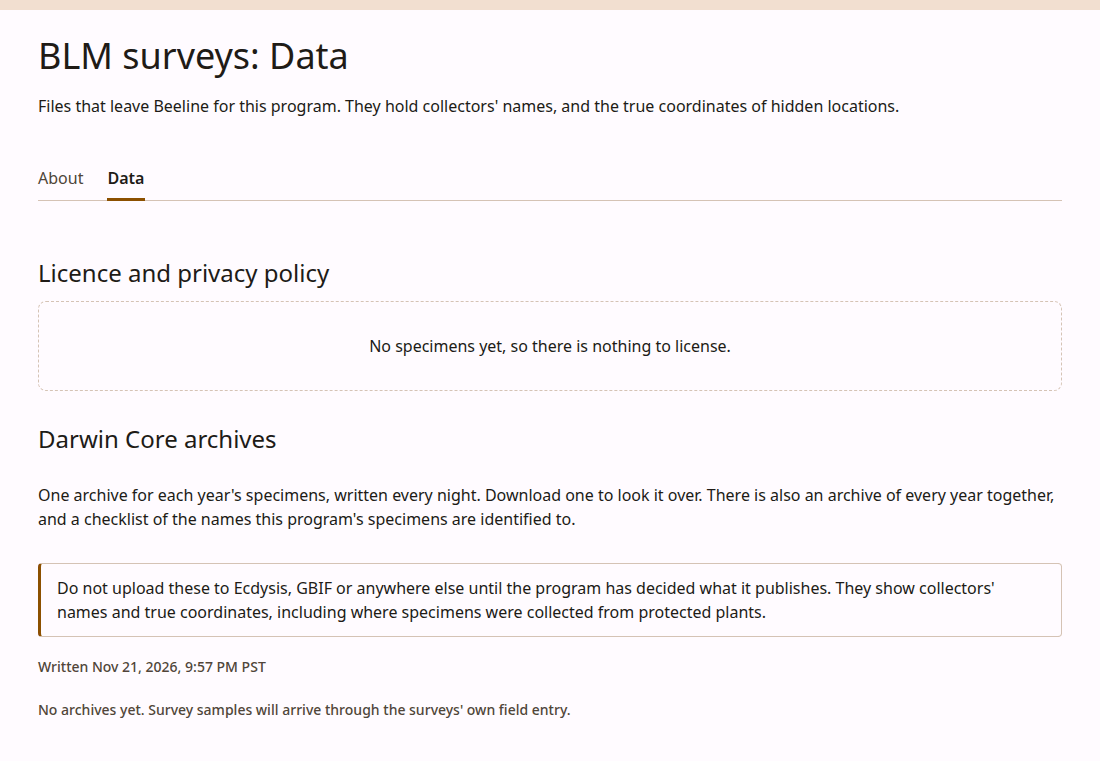 BLM surveys: Data
Files that leave Beeline for this program. They hold collectors' names, and the true coordinates of hidden locations.
About Data
Licence and privacy policy
No specimens yet, so there is nothing to license.
Darwin Core archives
One archive for each year's specimens, written every night. Download one to look it over. There is also an archive of every year together,
and a checklist of the names this program's specimens are identified to.
Do not upload these to Ecdysis, GBIF or anywhere else until the program has decided what it publishes. They show collectors'
names and true coordinates, including where specimens were collected from protected plants.
Written Nov 21, 2026, 9:57 PM PST
No archives yet. Survey samples will arrive through the surveys' own field entry.